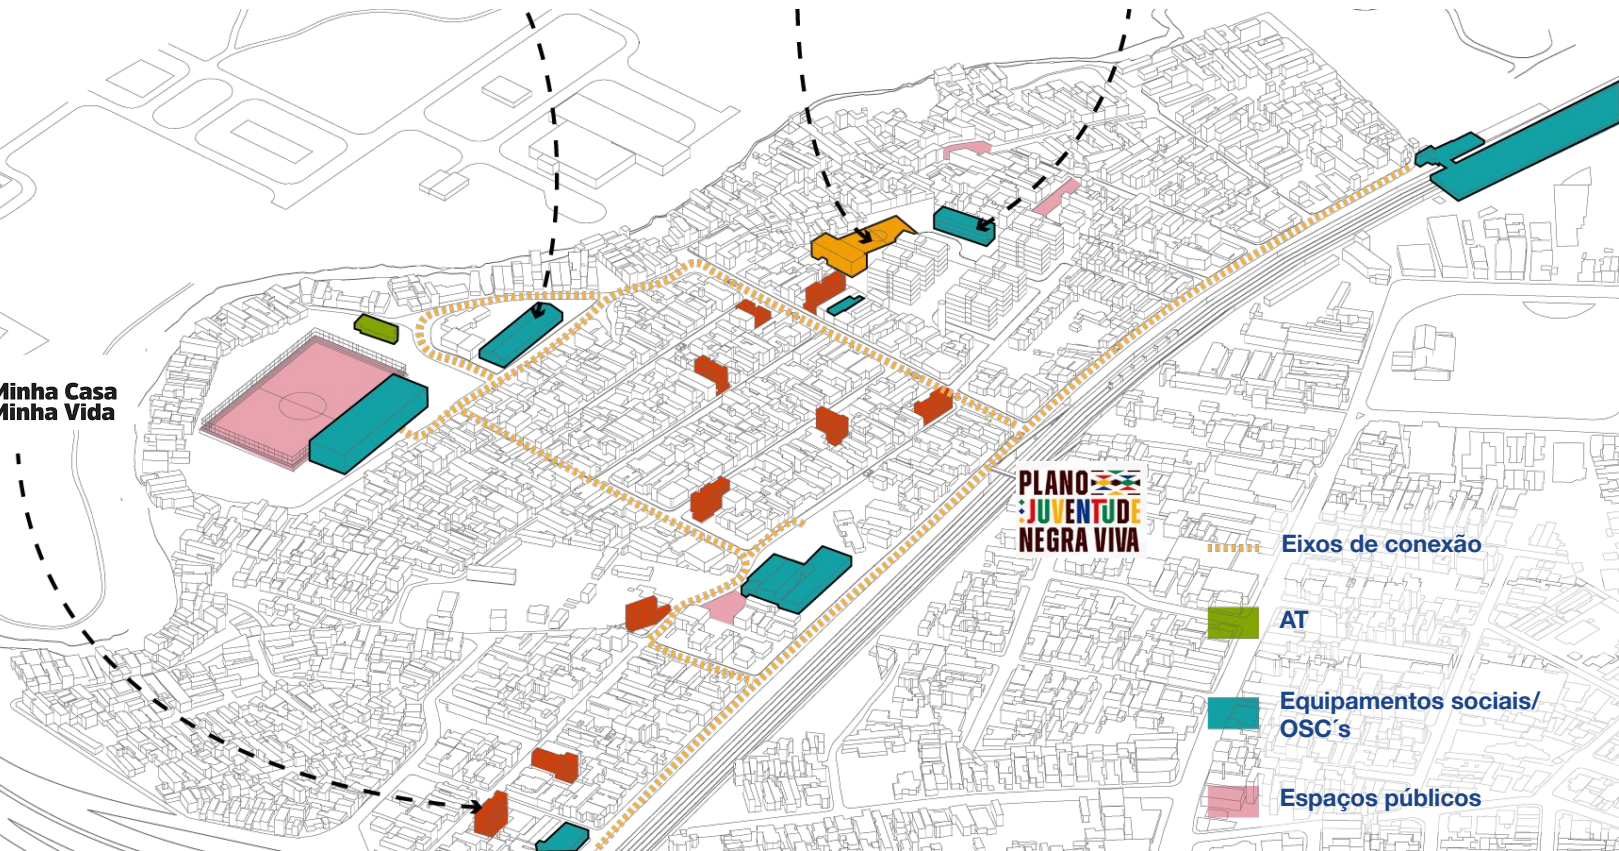 Minha Casa
Minha Vida
PLANO
JUVENTUDE
NEGRA VIVA
Eixos de conexão
AT
Equipamentos sociais/
OSC´s
Espaços públicos